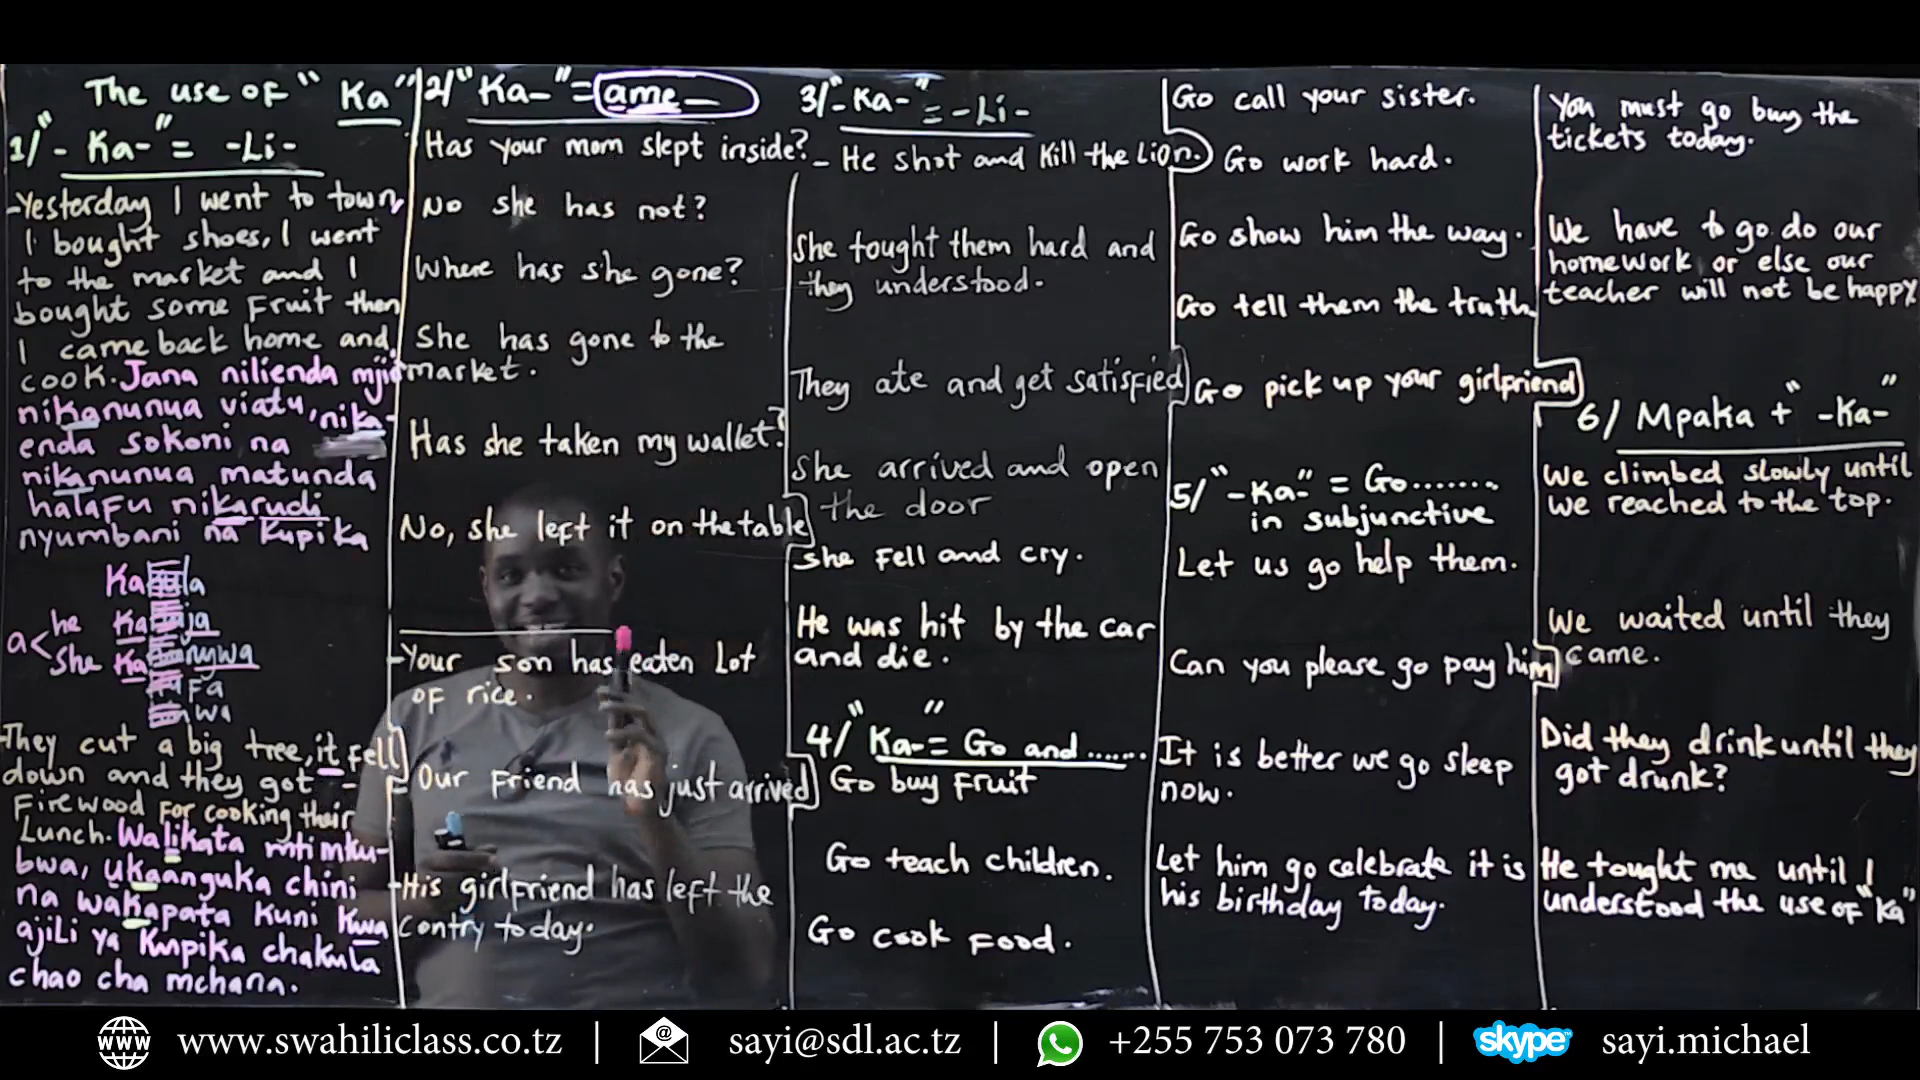 The use of "Ka"
1/"-Ka-" = -Li-
-Yesterday I went to town,
I bought shoes, I went
to the market and I
bought some Fruit then
I came back home and
cook. Jana nilienda mjio
nikanunua viatu, nika-
enda sokoni na
nikanunua matunda
halafu nikarudi
nyumbani na Kupika
Ka la
a< he Ka ja
She Ka nywa
Fa
wa
They cut a big tree, it fell
down and they got -
Firewood For cooking their
Lunch. Walikata mti mku-
bwa, ukaanguka chini
na wakapata Kuni Kwa
ajili ya Kupika chakula
chao cha mchana.
2/"Ka-" = ame-
Has your mom slept inside?
No she has not?
Where has she gone?
She has gone to the
market.
Has she taken my wallet?
No, she left it on the table
-Your son has eaten Lot
of rice.
- Our Friend has just arrived
-His girlfriend has left the
contry today.
3/"-Ka-" = -Li-
- He shot and Kill the Lion.
She tought them hard and
they understood.
They ate and get satisfied
She arrived and open
the door
She Fell and cry.
He was hit by the car
and die.
4/"Ka-" = Go and ......
Go buy Fruit
Go teach children.
Go cook Food.
Go call your sister.
Go work hard.
Go show him the way.
Go tell them the truth.
Go pick up your girlfriend
5/"-Ka-" = Go.......
in subjunctive
Let us go help them.
Can you please go pay him
It is better we go sleep
now.
Let him go celebrate it is
his birthday today.
You must go buy the
tickets today.
We have to go do our
homework or else our
teacher will not be happy
6/ Mpaka + "-Ka-"
We climbed slowly until
we reached to the top.
We waited until they
came.
Did they drink until they
got drunk?
He tought me until I
understood the use of "Ka"
www.swahiliclass.co.tz | sayi@sdl.ac.tz | +255 753 073 780 | skype sayi.michael